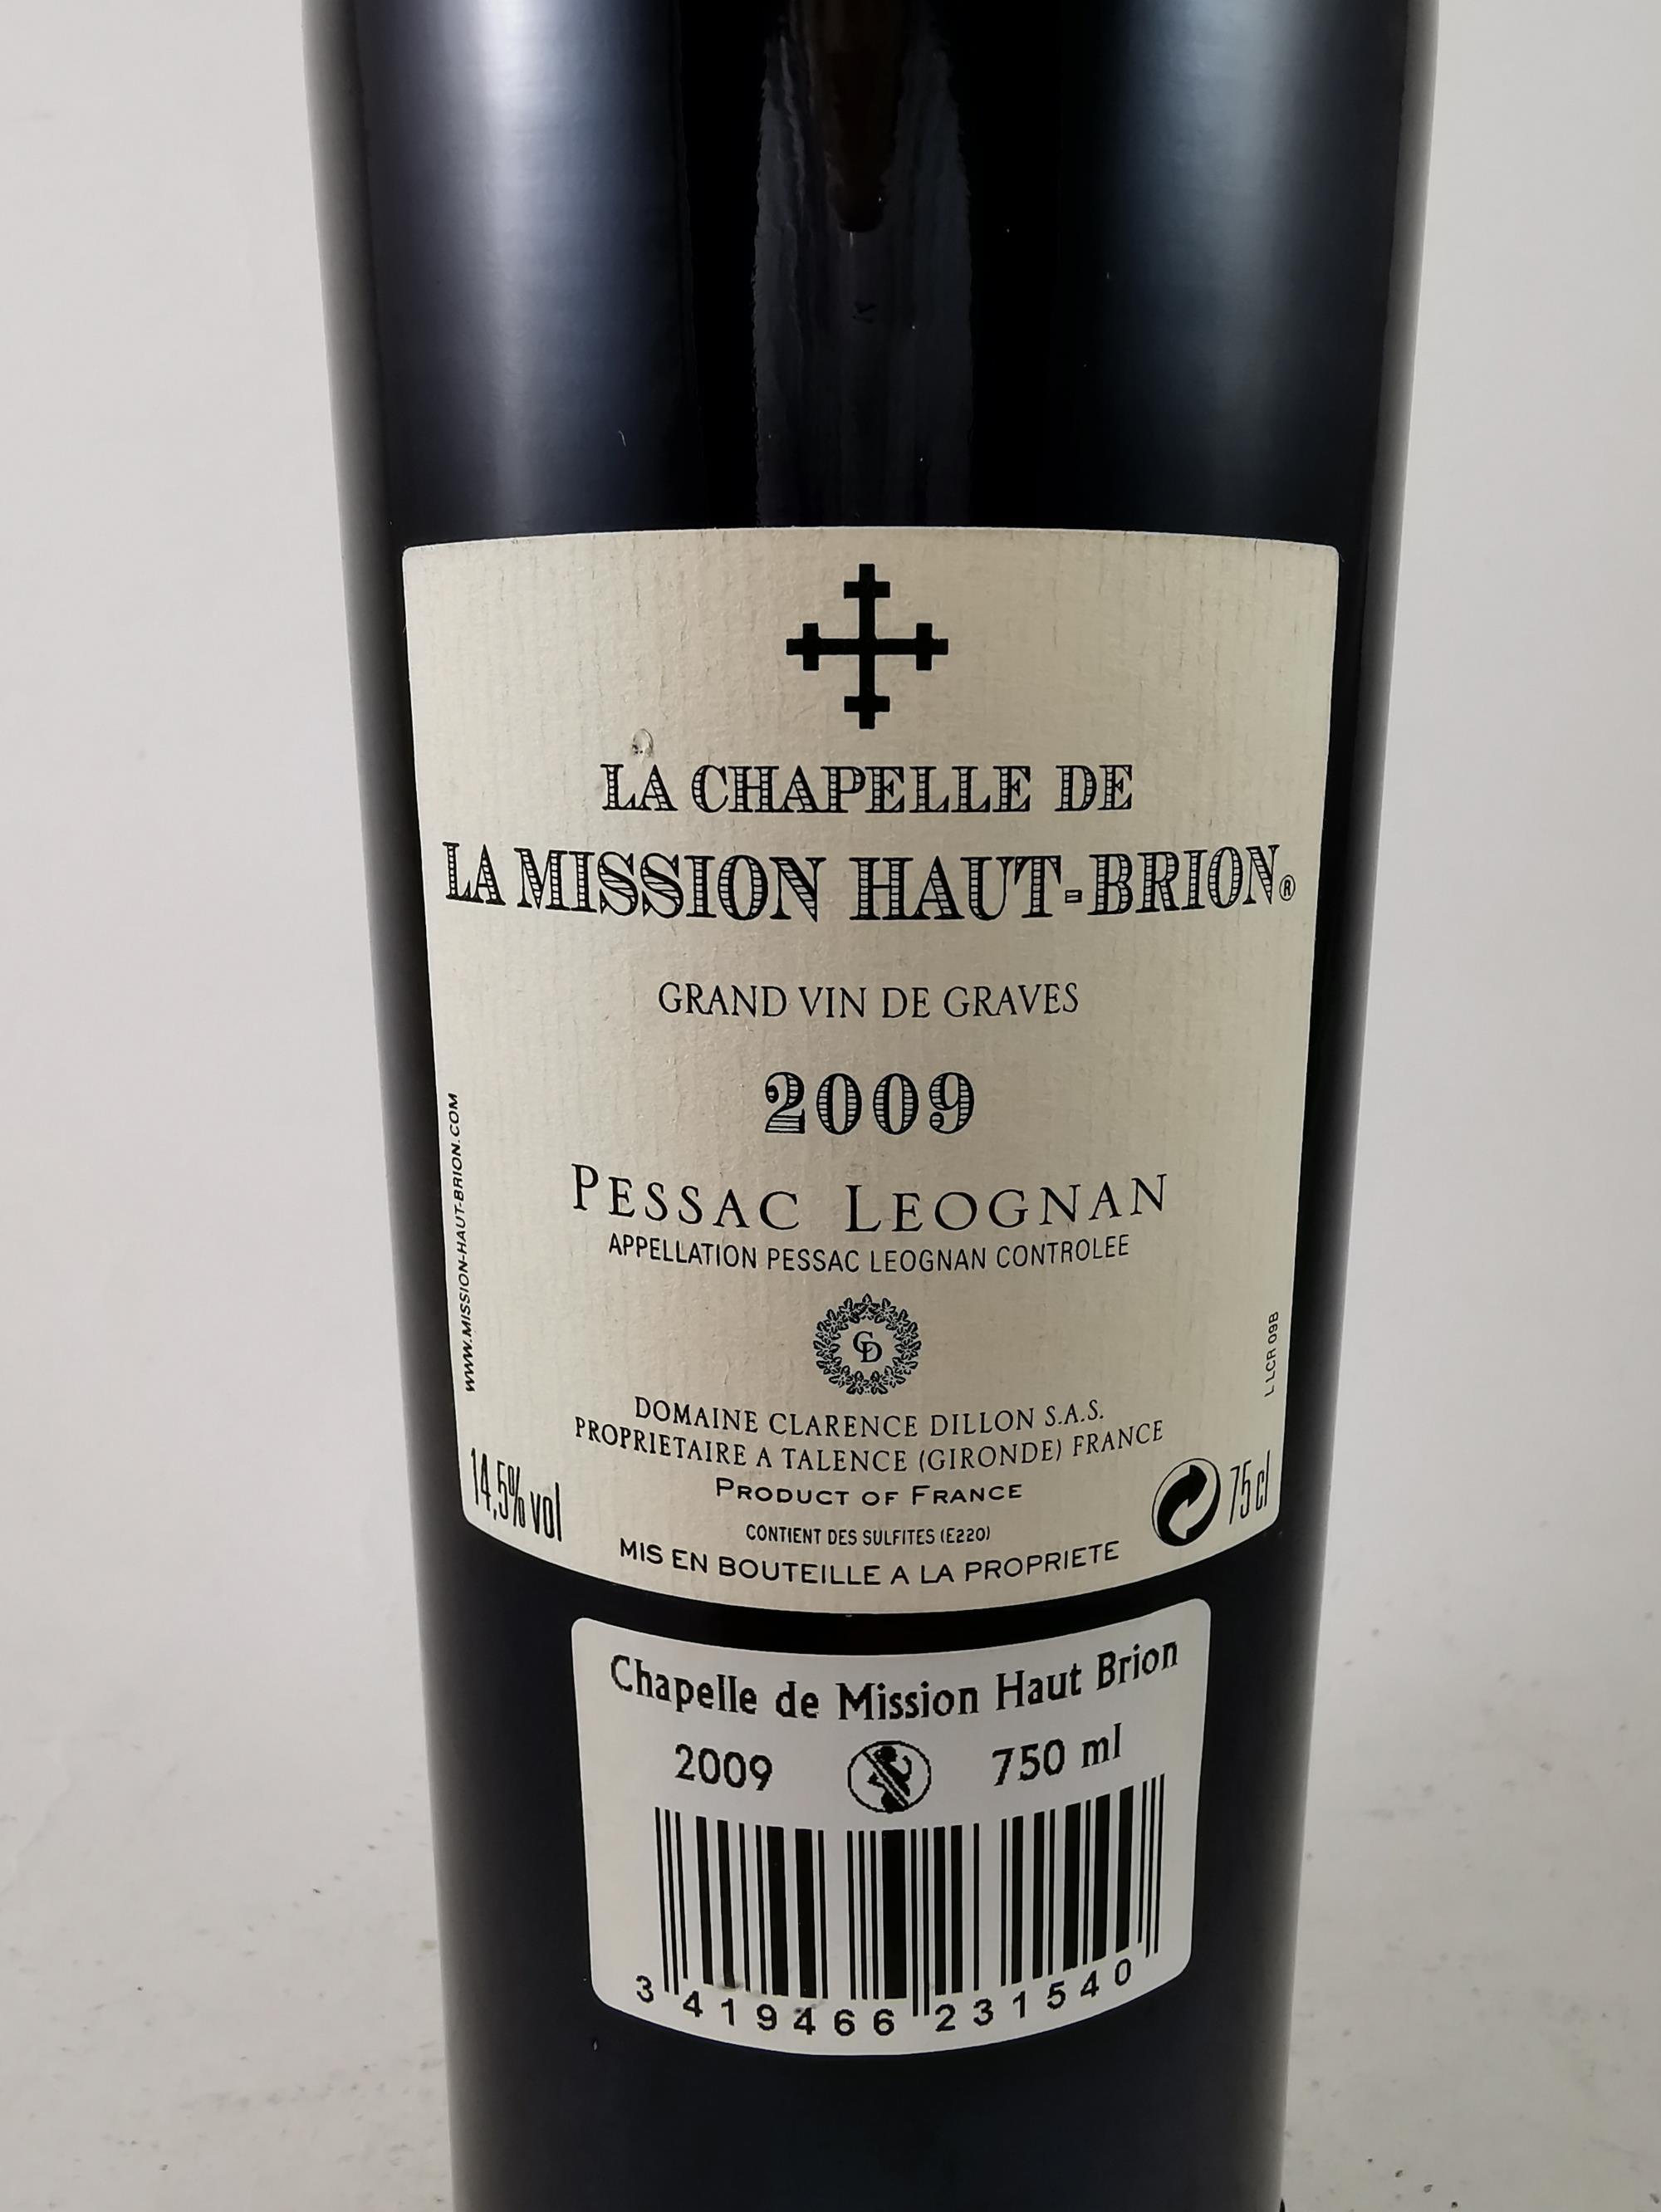 LA CHAPELLE DE
LA MISSION HAUT-BRION®
GRAND VIN DE GRAVES
2009
PESSAC LEOGNAN
APPELLATION PESSAC LEOGNAN CONTROLEE
WWW.MISSION-HAUT-BRION.COM
L LCR 09B
CD
DOMAINE CLARENCE DILLON S.A.S.
PROPRIETAIRE A TALENCE (GIRONDE) FRANCE
PRODUCT OF FRANCE
14,5% vol
75 cl
CONTIENT DES SULFITES (E220)
MIS EN BOUTEILLE A LA PROPRIETE
Chapelle de Mission Haut Brion
2009 750 ml
3 419466 231540